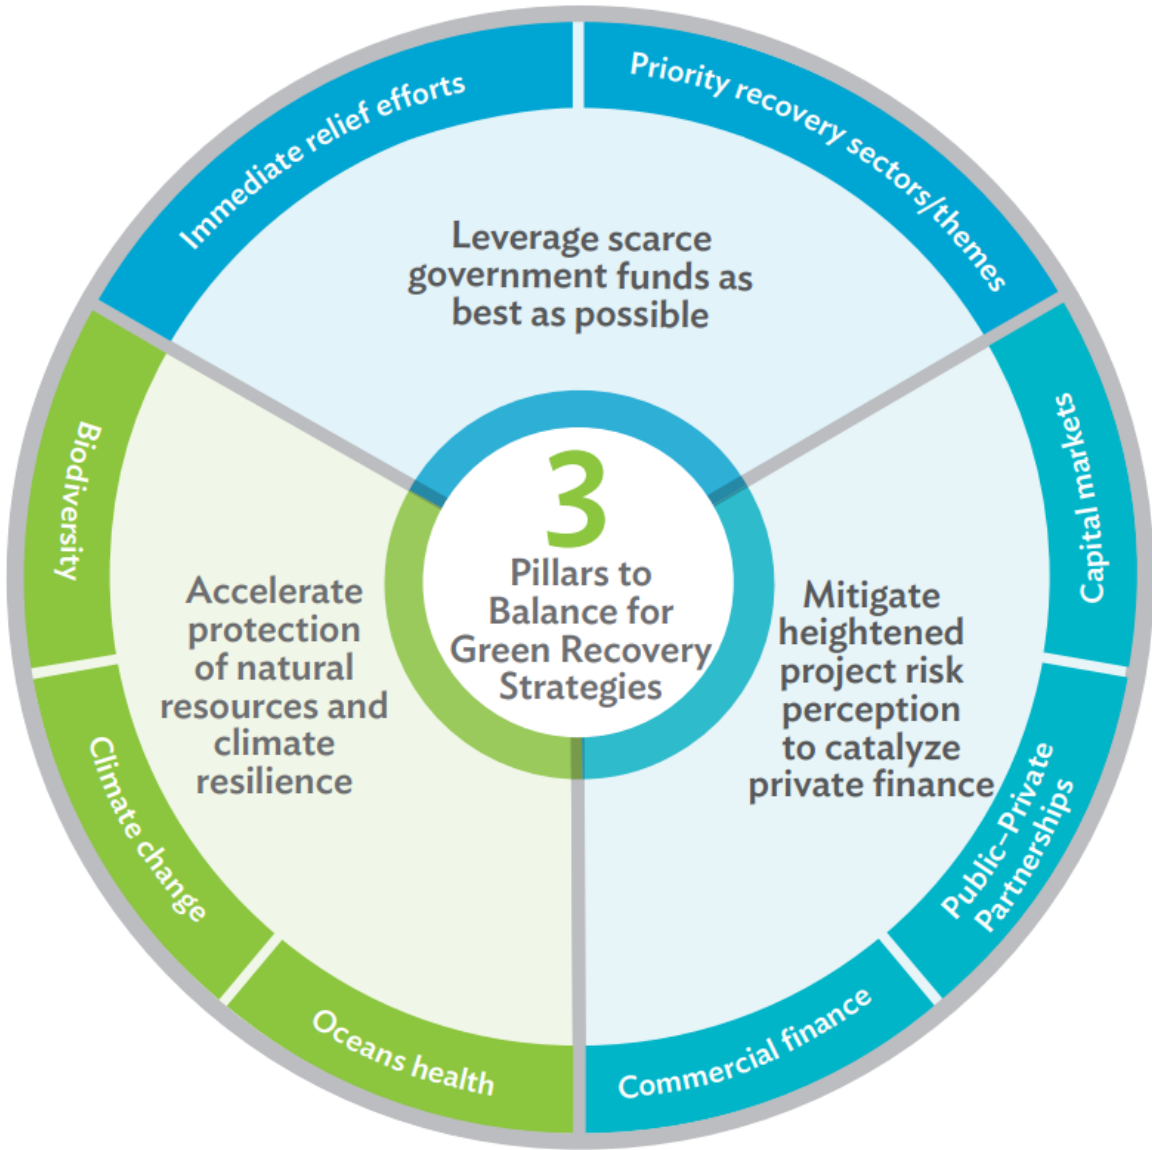 Immediate relief efforts
Priority recovery sectors/themes
Leverage scarce
government funds as
best as possible
Biodiversity
Climate change
Oceans health
Accelerate
protection
of natural
resources and
climate
resilience
3
Pillars to
Balance for
Green Recovery
Strategies
Mitigate
heightened
project risk
perception
to catalyze
private finance
Capital markets
Public–Private
Partnerships
Commercial finance